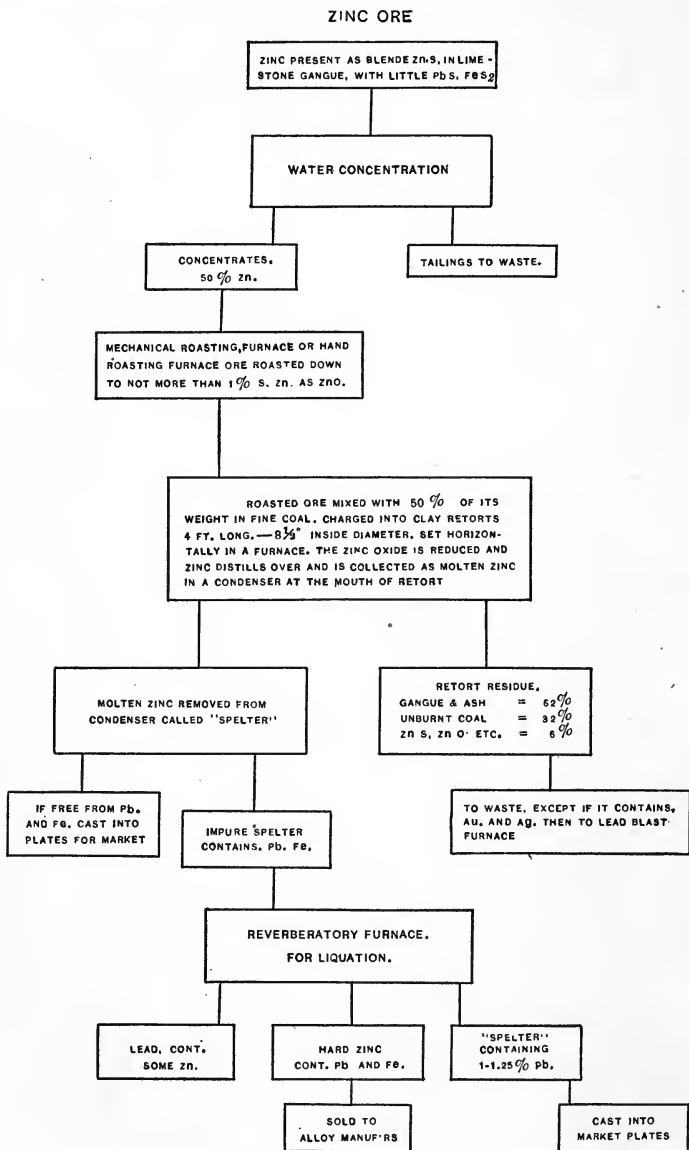 ZINC ORE
ZINC PRESENT AS BLENDE Zn.S, IN LIME-
STONE GANGUE, WITH LITTLE PbS, FeS2
WATER CONCENTRATION
CONCENTRATES.
50 % Zn.
TAILINGS TO WASTE.
MECHANICAL ROASTING, FURNACE OR HAND
ROASTING FURNACE ORE ROASTED DOWN
TO NOT MORE THAN 1% S. Zn. AS ZnO.
ROASTED ORE MIXED WITH 50 % OF ITS
WEIGHT IN FINE COAL. CHARGED INTO CLAY RETORTS
4 FT. LONG.—8⅓" INSIDE DIAMETER. SET HORIZON-
TALLY IN A FURNACE. THE ZINC OXIDE IS REDUCED AND
ZINC DISTILLS OVER AND IS COLLECTED AS MOLTEN ZINC
IN A CONDENSER AT THE MOUTH OF RETORT
MOLTEN ZINC REMOVED FROM
CONDENSER CALLED "SPELTER"
RETORT RESIDUE.
GANGUE & ASH = 62%
UNBURNT COAL = 32%
Zn S, Zn O ETC. = 6%
IF FREE FROM Pb.
AND Fe. CAST INTO
PLATES FOR MARKET
IMPURE SPELTER
CONTAINS. Pb. Fe.
TO WASTE, EXCEPT IF IT CONTAINS,
Au. AND Ag. THEN TO LEAD BLAST
FURNACE
REVERBERATORY FURNACE.
FOR LIQUATION.
LEAD, CONT.
SOME Zn.
HARD ZINC
CONT. Pb AND Fe.
"SPELTER"
CONTAINING
1-1.25% Pb.
SOLD TO
ALLOY MANUF'RS
CAST INTO
MARKET PLATES